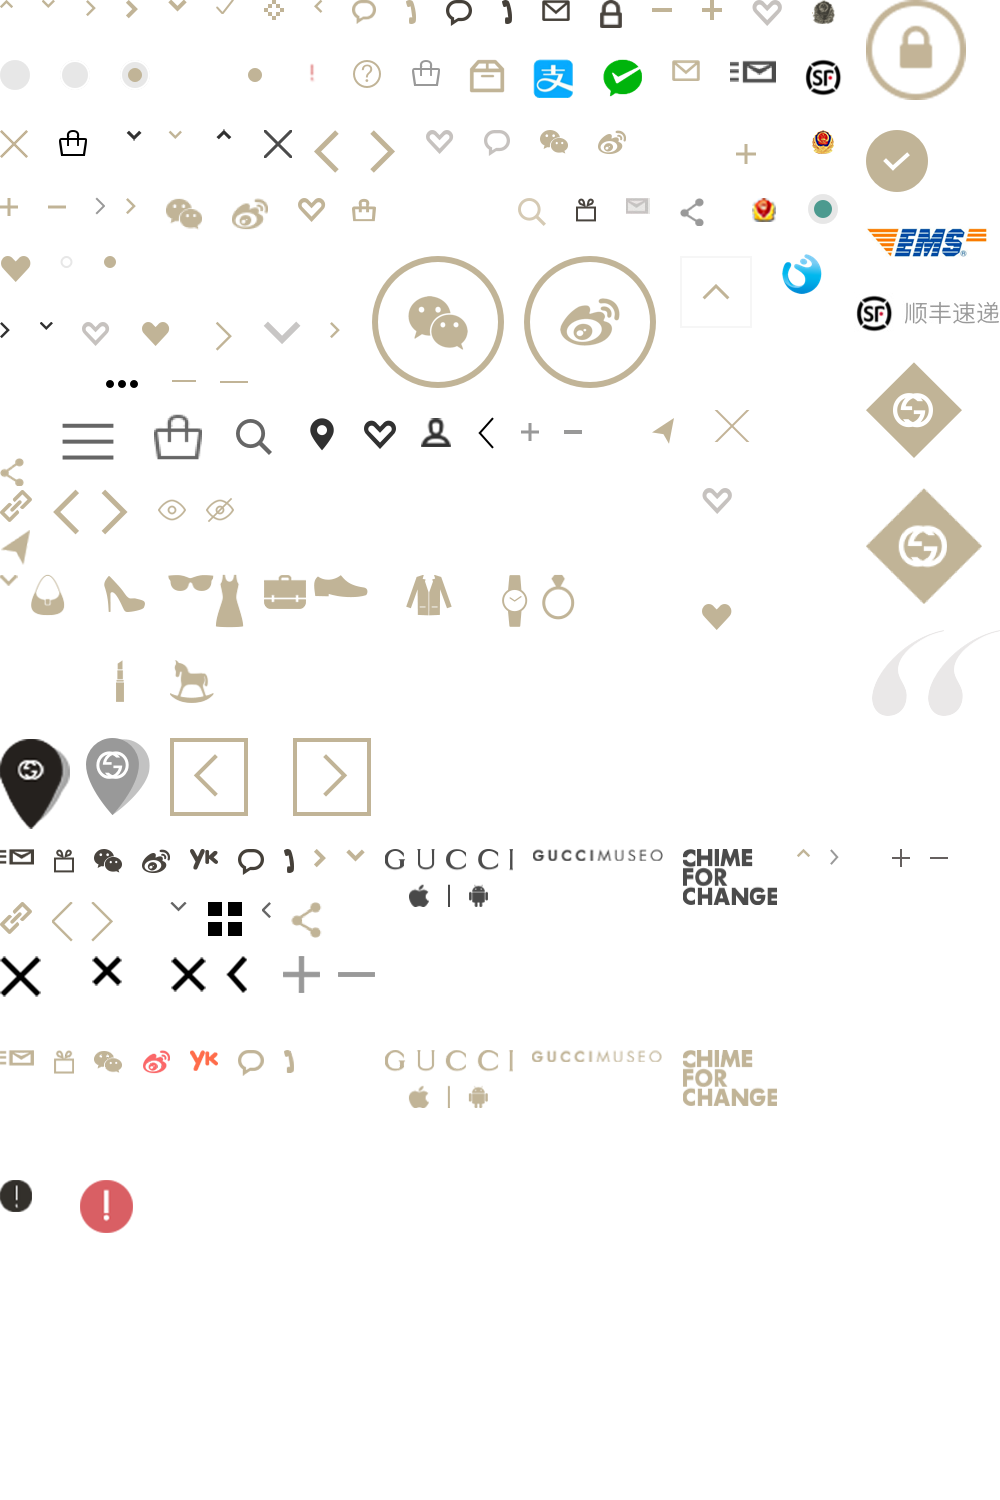 支
SF
EMS
SF 顺丰速递
YK
GUCCI
GUCCIMUSEO
CHIME
FOR
CHANGE
YK
GUCCI
GUCCIMUSEO
CHIME
FOR
CHANGE